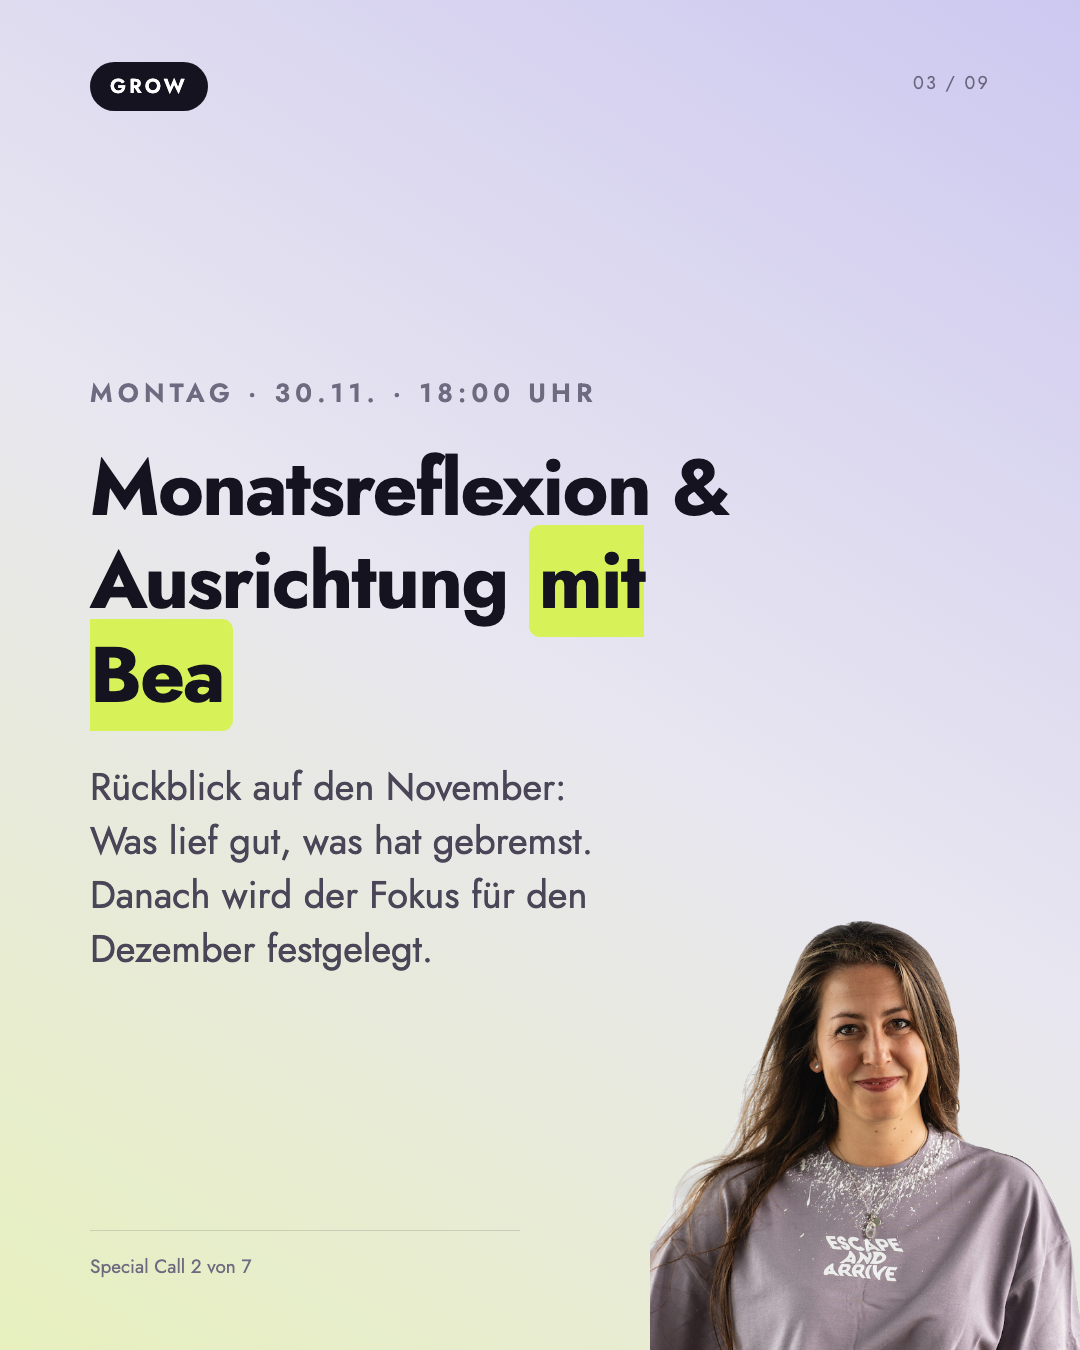 GROW
03 / 09
MONTAG · 30.11. · 18:00 UHR
Monatsreflexion &
Ausrichtung mit
Bea
Rückblick auf den November:
Was lief gut, was hat gebremst.
Danach wird der Fokus für den
Dezember festgelegt.
ESCAPE
AND
ARRIVE
Special Call 2 von 7